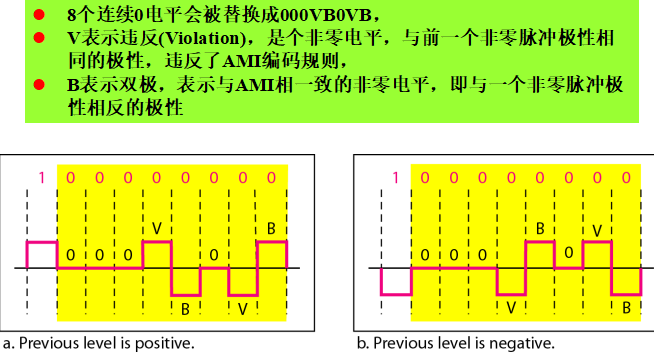 8个连续0电平会被替换成000VB0VB，
V表示违反(Violation)，是个非零电平，与前一个非零脉冲极性相
同的极性，违反了AMI编码规则，
B表示双极，表示与AMI相一致的非零电平，即与一个非零脉冲极
性相反的极性
1 0 0 0 0 0 0 0 0
V B
0 0 0 0
B V
a. Previous level is positive.
1 0 0 0 0 0 0 0 0
B V
0 0 0 0
V B
b. Previous level is negative.